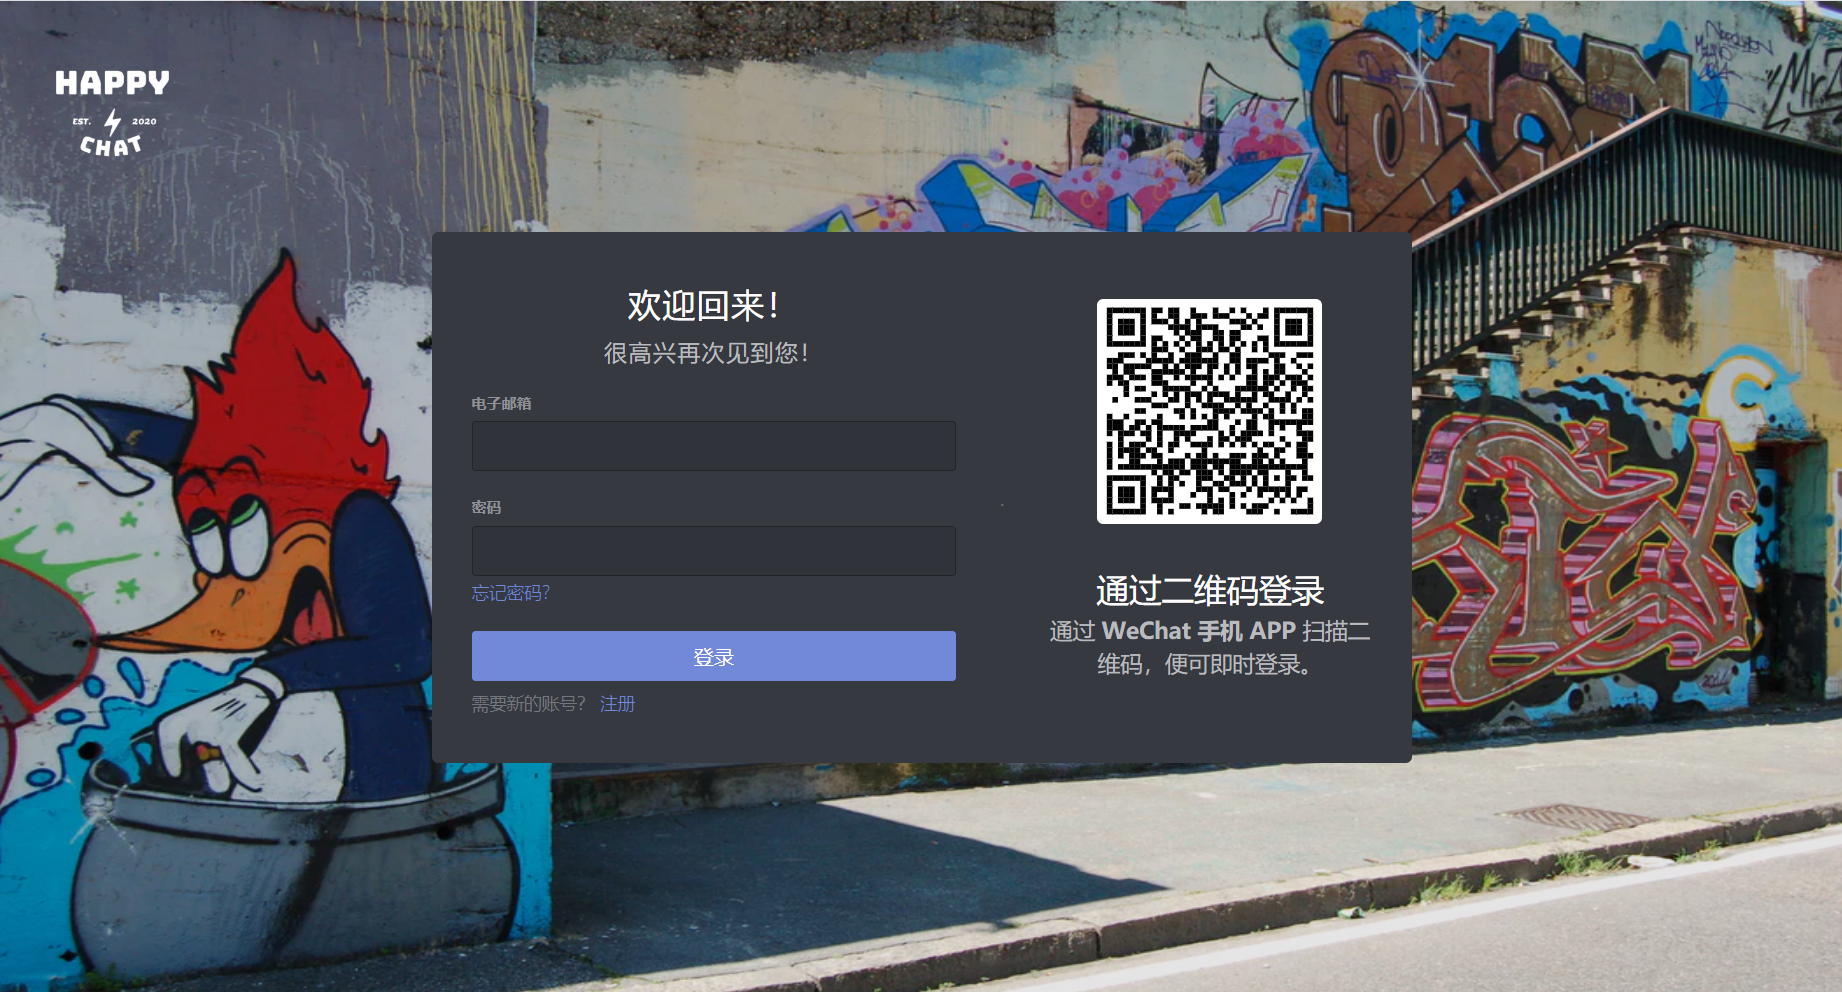 HAPPY
EST. 2020
CHAT
欢迎回来！
很高兴再次见到您！
电子邮箱
密码
忘记密码？
登录
需要新的账号？ 注册
通过二维码登录
通过 WeChat 手机 APP 扫描二
维码，便可即时登录。